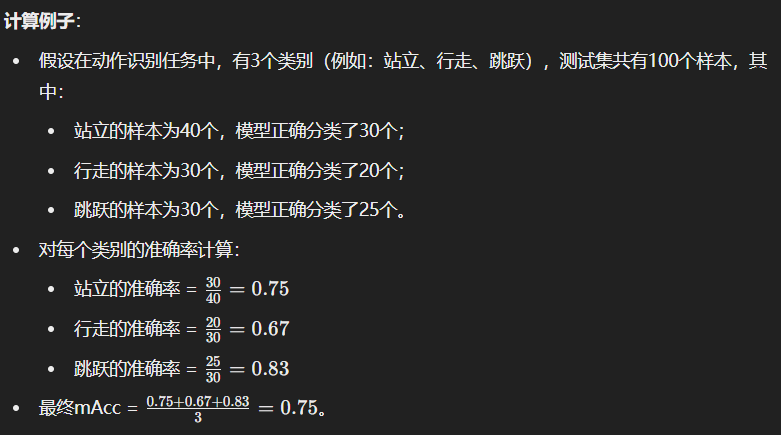 计算例子：
假设在动作识别任务中，有3个类别（例如：站立、行走、跳跃），测试集共有100个样本，其
中：
站立的样本为40个，模型正确分类了30个；
行走的样本为30个，模型正确分类了20个；
跳跃的样本为30个，模型正确分类了25个。
对每个类别的准确率计算：
站立的准确率 = 30/40 = 0.75
行走的准确率 = 20/30 = 0.67
跳跃的准确率 = 25/30 = 0.83
最终mAcc = 0.75+0.67+0.83/3 = 0.75。